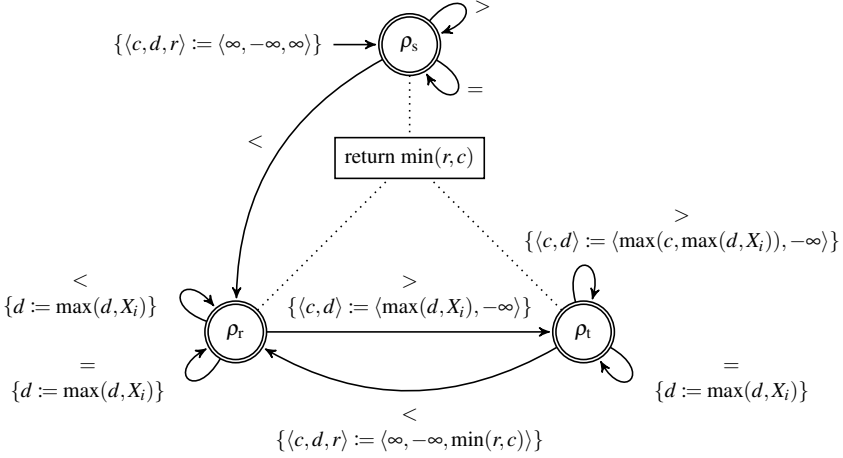 >
{⟨c,d,r⟩ := ⟨∞,−∞,∞⟩}
ρs
=
<
return min(r,c)
>
{⟨c,d⟩ := ⟨max(c,max(d,Xi)),−∞⟩}
<
{d := max(d,Xi)}
>
{⟨c,d⟩ := ⟨max(d,Xi),−∞⟩}
ρr
ρt
=
{d := max(d,Xi)}
=
{d := max(d,Xi)}
<
{⟨c,d,r⟩ := ⟨∞,−∞,min(r,c)⟩}